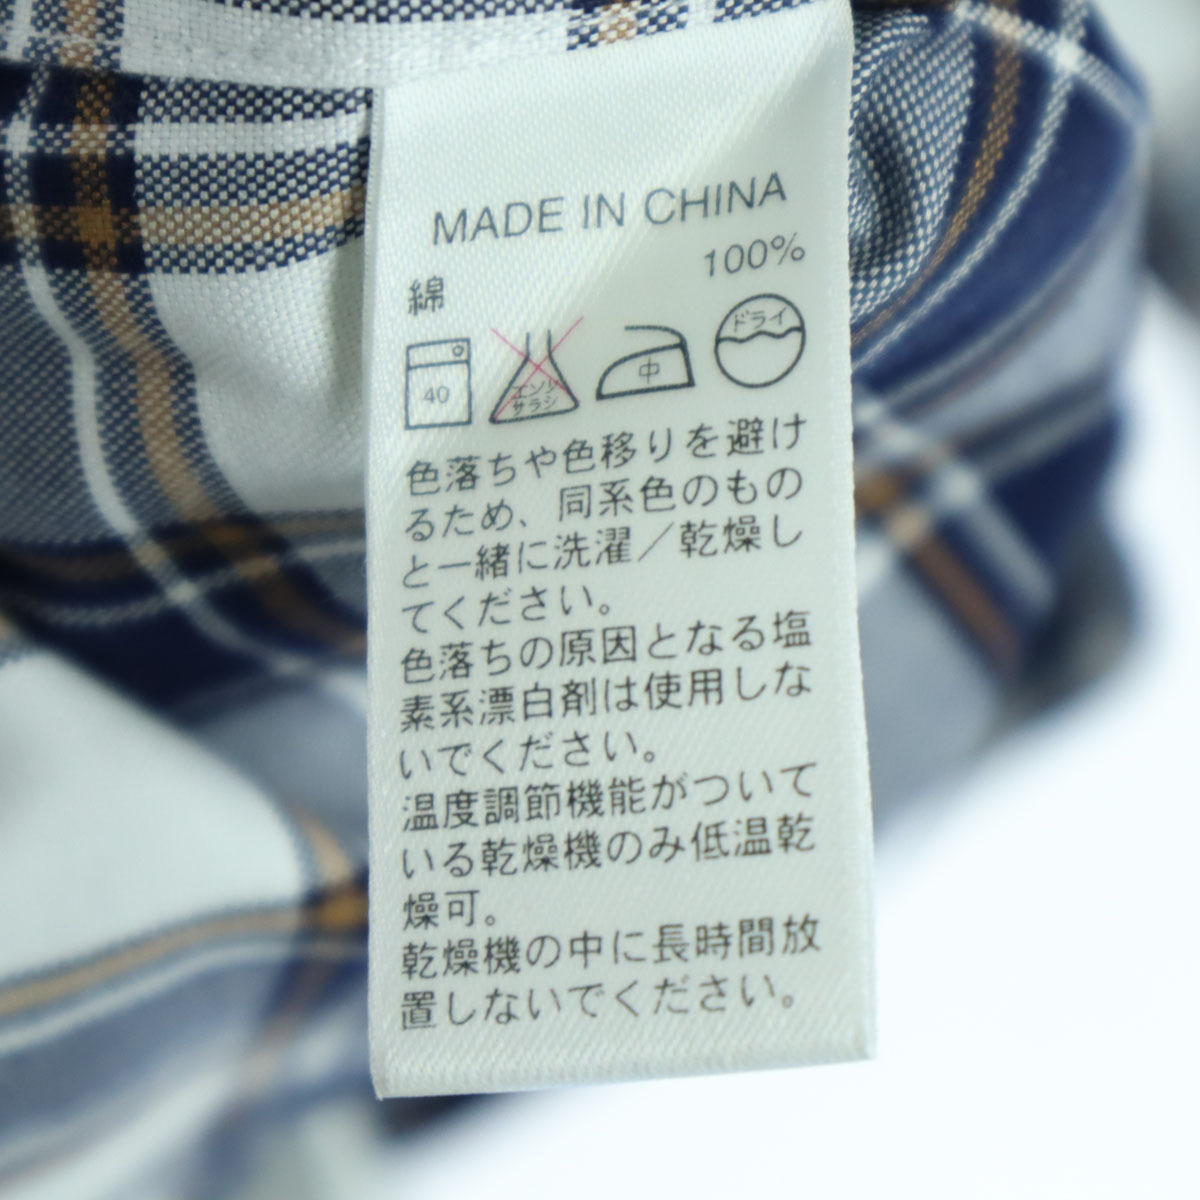 MADE IN CHINA
綿 100%
40 エンソサラシ 中 ドライ
色落ちや色移りを避け
るため、同系色のもの
と一緒に洗濯／乾燥し
てください。
色落ちの原因となる塩
素系漂白剤は使用しな
いでください。
温度調節機能がついて
いる乾燥機のみ低温乾
燥可。
乾燥機の中に長時間放
置しないでください。